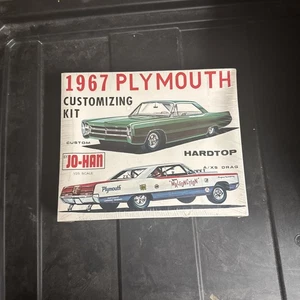 1967 PLYMOUTH
CUSTOMIZING
KIT
CUSTOM
HARDTOP
JO-HAN
Plymouth